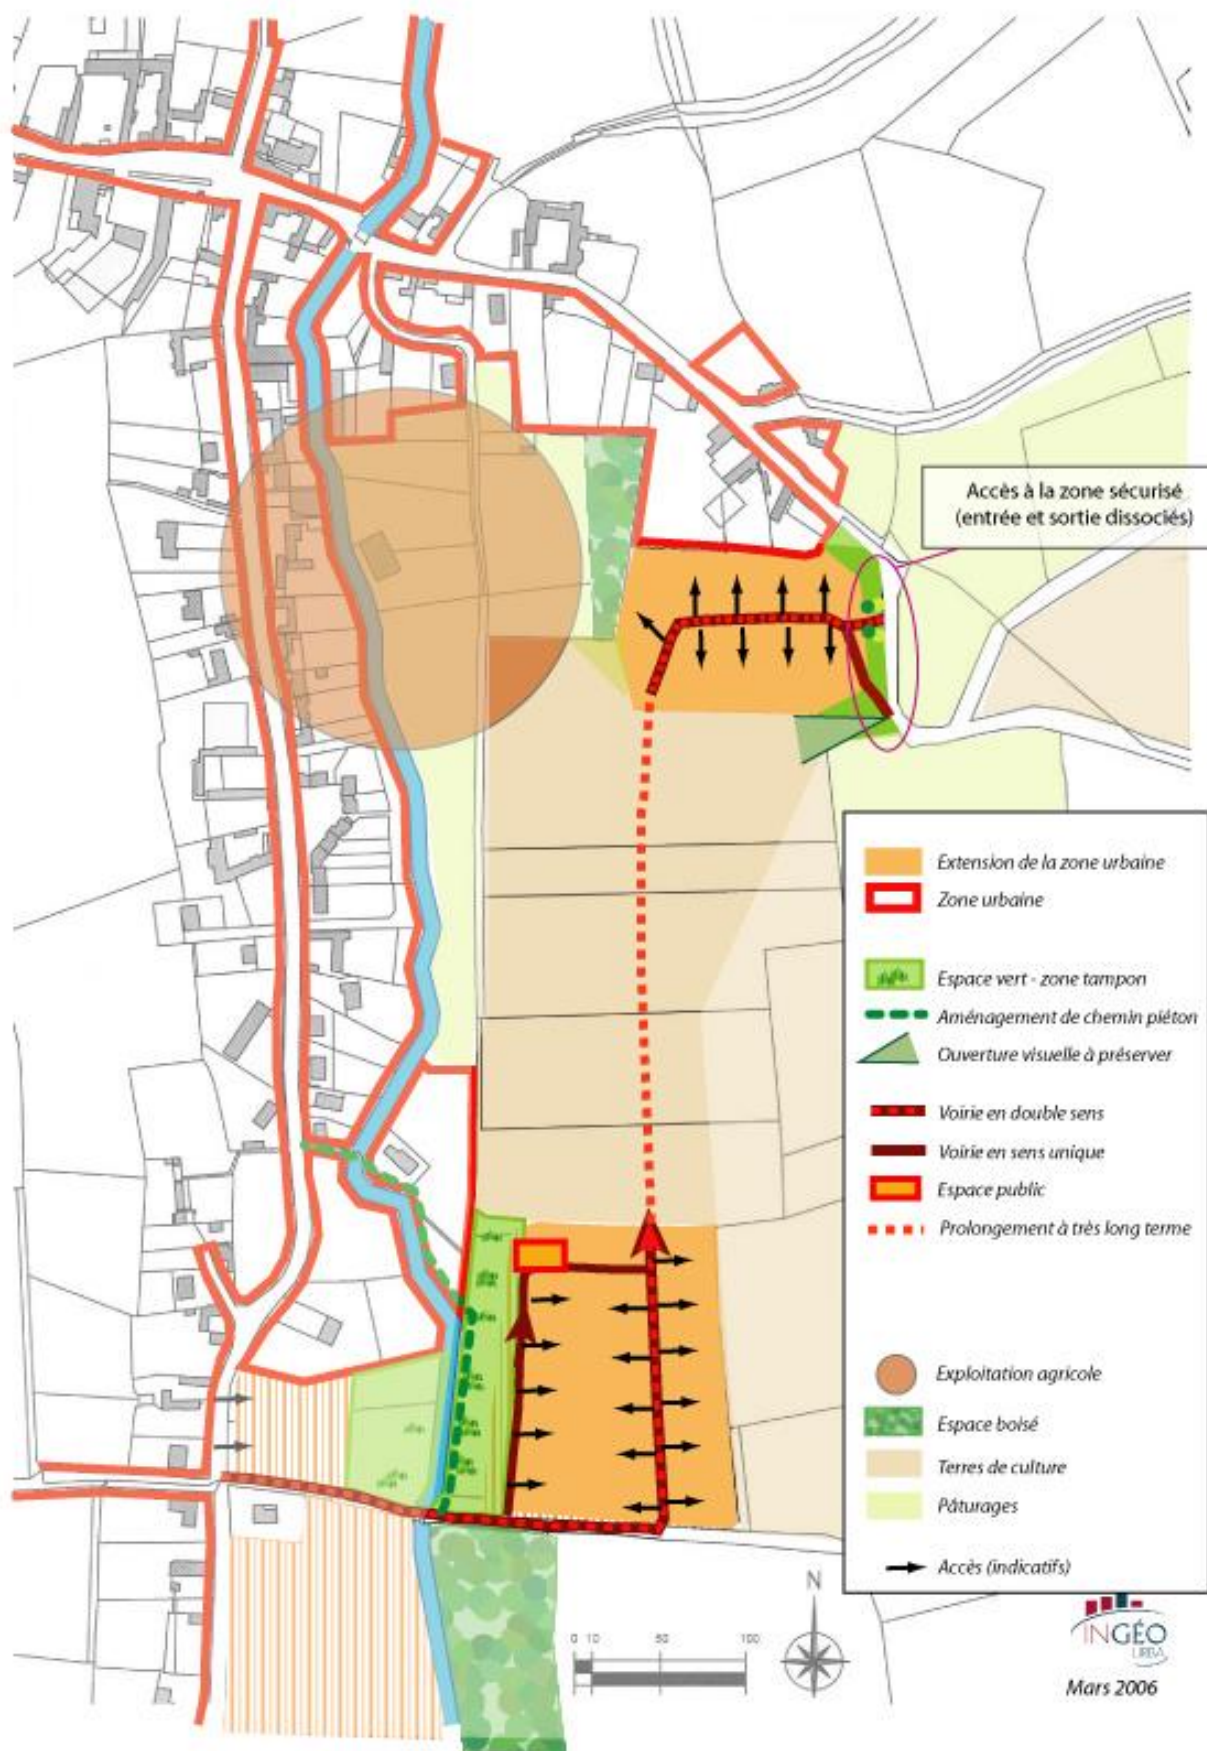 Accès à la zone sécurisé
(entrée et sortie dissociés)
Extension de la zone urbaine
Zone urbaine
Espace vert - zone tampon
Aménagement de chemin piéton
Ouverture visuelle à préserver
Voirie en double sens
Voirie en sens unique
Espace public
Prolongement à très long terme
Exploitation agricole
Espace boisé
Terres de culture
Pâturages
Accès (indicatifs)
N
0 10 50 100
INGÉO
URBA
Mars 2006